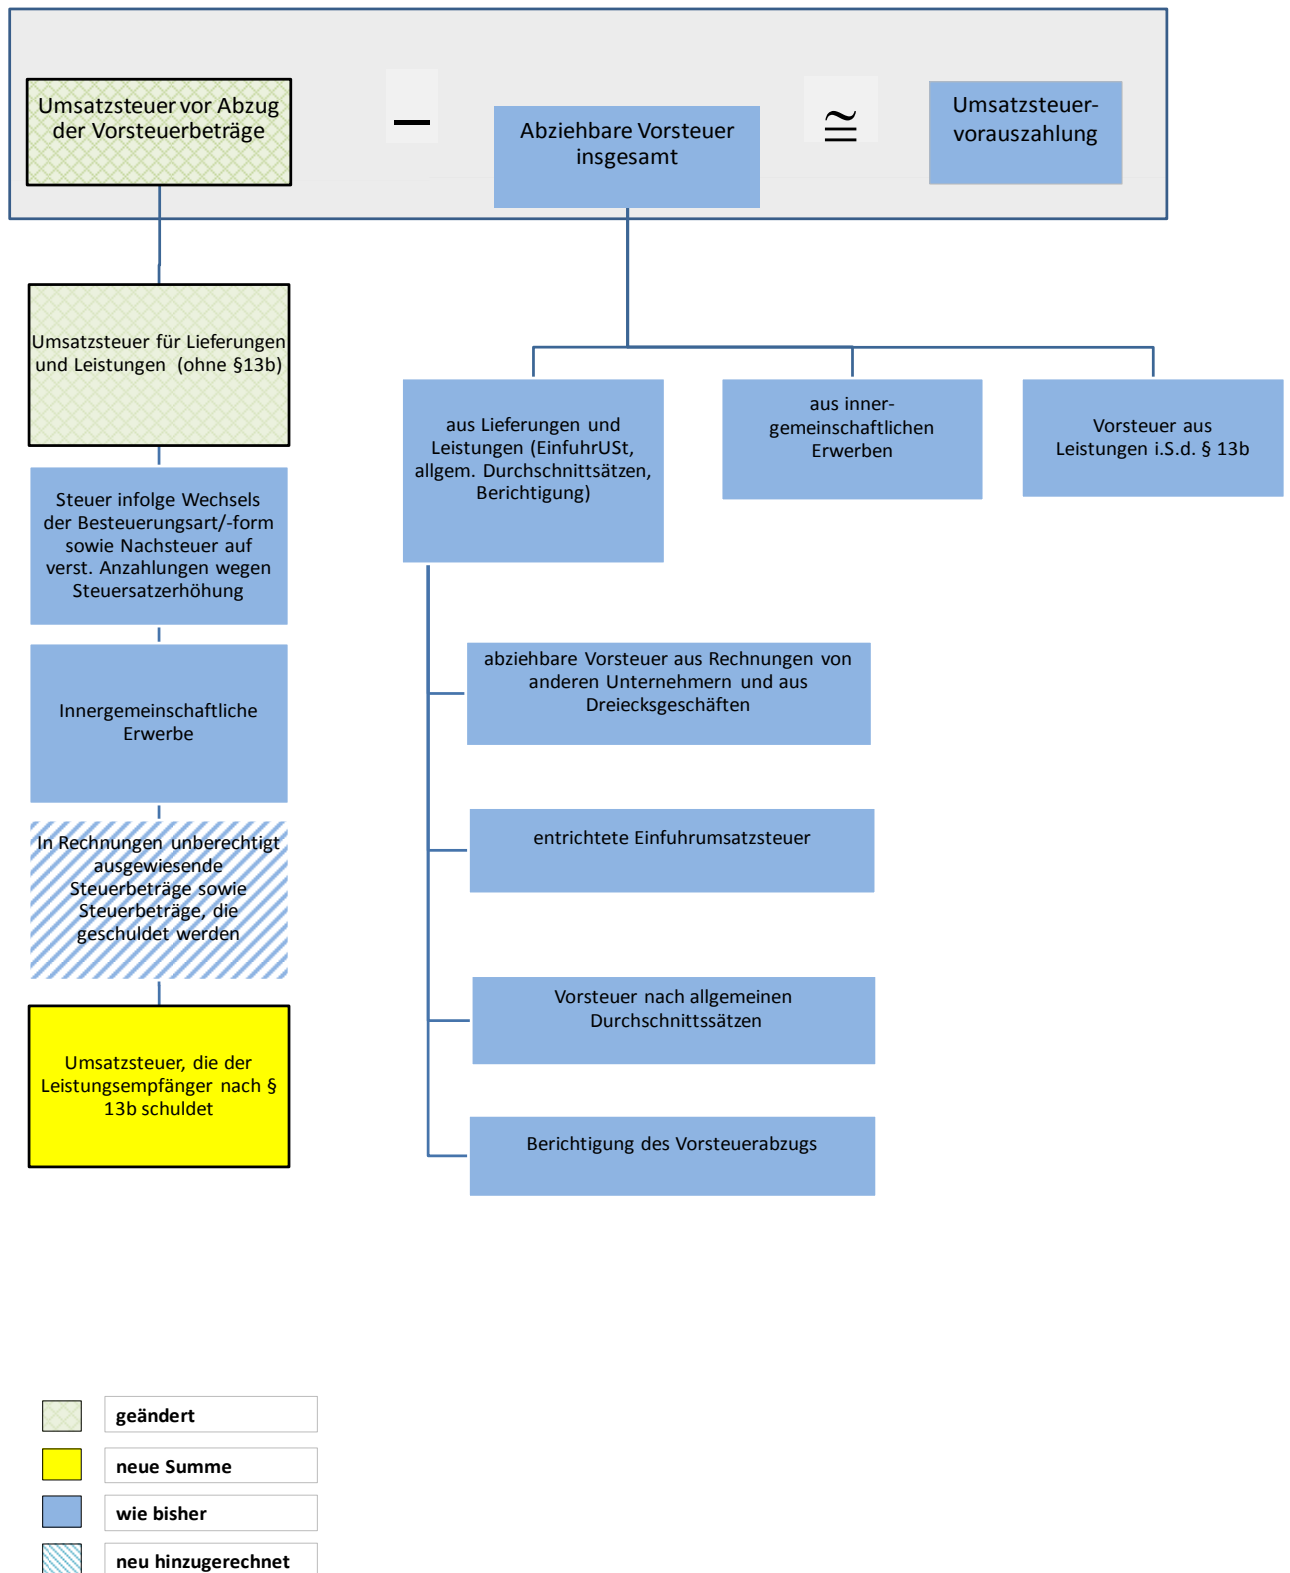 Umsatzsteuer vor Abzug
der Vorsteuerbeträge
−
Abziehbare Vorsteuer
insgesamt
≅
Umsatzsteuer-
vorauszahlung
Umsatzsteuer für Lieferungen
und Leistungen (ohne §13b)
Steuer infolge Wechsels
der Besteuerungsart/-form
sowie Nachsteuer auf
verst. Anzahlungen wegen
Steuersatzerhöhung
Innergemeinschaftliche
Erwerbe
In Rechnungen unberechtigt
ausgewiesende
Steuerbeträge sowie
Steuerbeträge, die
geschuldet werden
Umsatzsteuer, die der
Leistungsempfänger nach §
13b schuldet
aus Lieferungen und
Leistungen (EinfuhrUSt,
allgem. Durchschnittsätzen,
Berichtigung)
aus inner-
gemeinschaftlichen
Erwerben
Vorsteuer aus
Leistungen i.S.d. § 13b
abziehbare Vorsteuer aus Rechnungen von
anderen Unternehmern und aus
Dreiecksgeschäften
entrichtete Einfuhrumsatzsteuer
Vorsteuer nach allgemeinen
Durchschnittssätzen
Berichtigung des Vorsteuerabzugs
geändert
neue Summe
wie bisher
neu hinzugerechnet